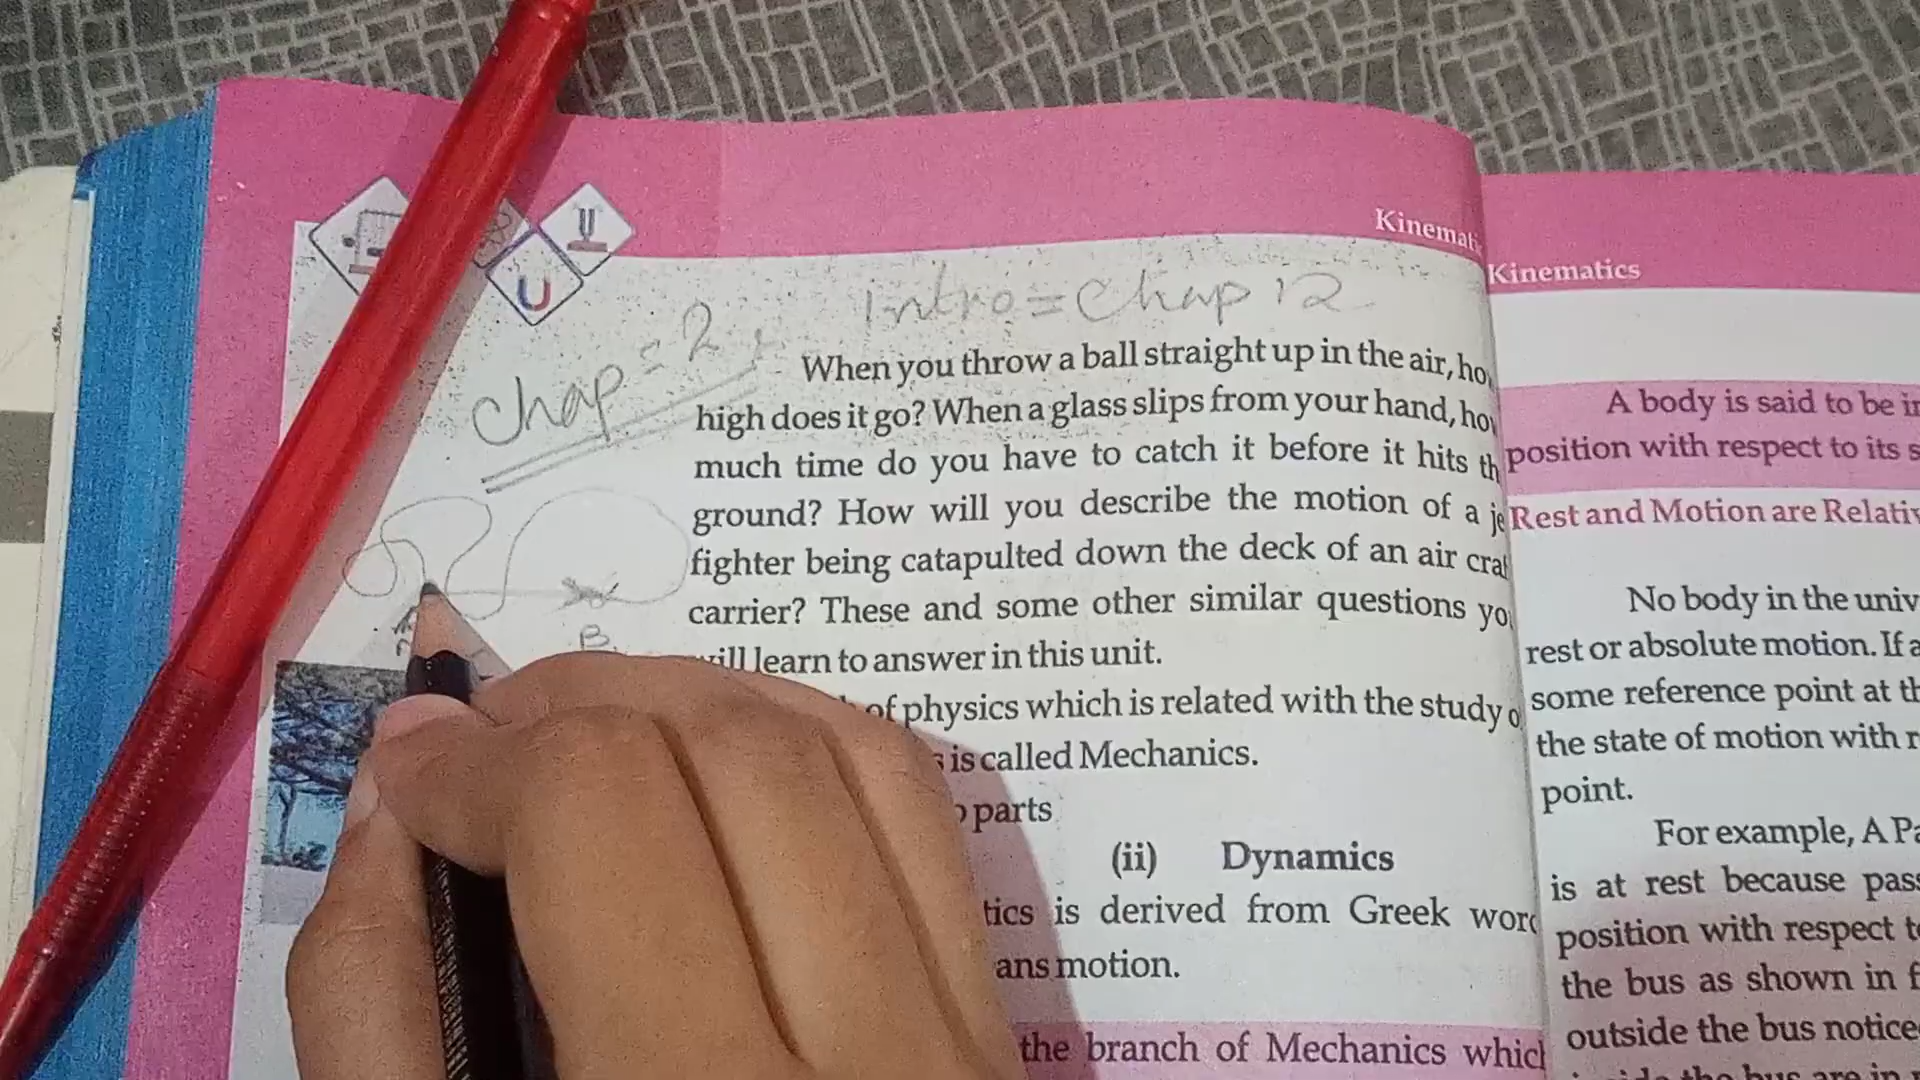 Kinemati
Intro = Chap 12
Chap = 2
When you throw a ball straight up in the air, ho
high does it go? When a glass slips from your hand, ho
much time do you have to catch it before it hits th
ground? How will you describe the motion of a je
fighter being catapulted down the deck of an air craf
carrier? These and some other similar questions yo
B
will learn to answer in this unit.
of physics which is related with the study o
s is called Mechanics.
parts
(ii) Dynamics
tics is derived from Greek wor
ans motion.
the branch of Mechanics which
Kinematics
A body is said to be in
position with respect to its s
Rest and Motion are Relativ
No body in the univ
rest or absolute motion. If a
some reference point at th
the state of motion with r
point.
For example, A Pa
is at rest because pass
position with respect to
the bus as shown in f
outside the bus notice